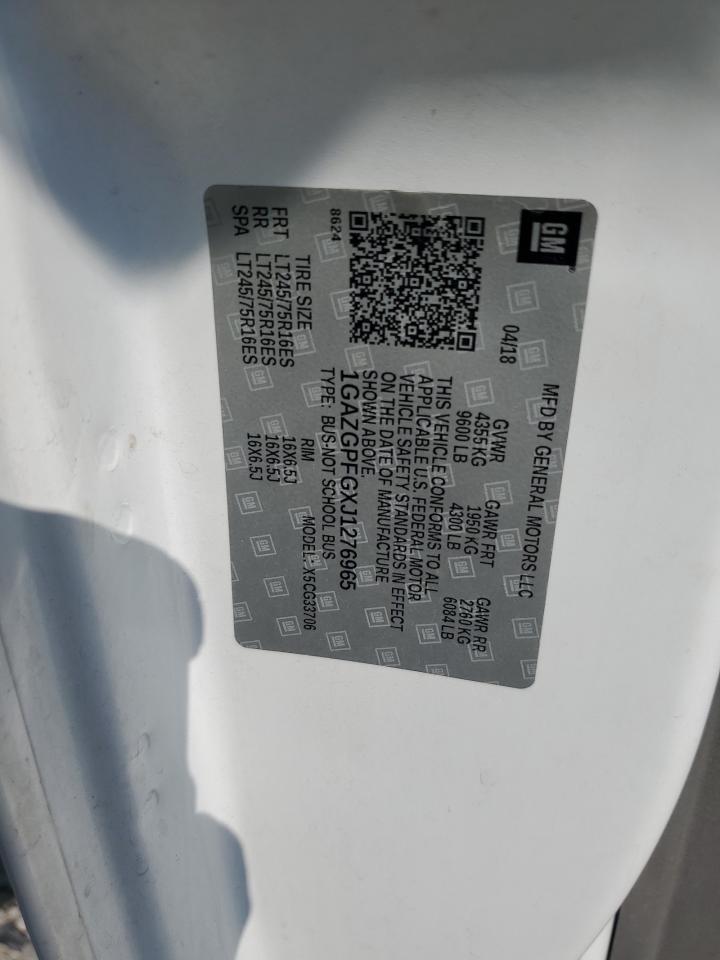 GM
MFD BY GENERAL MOTORS LLC
04/18
GVWR GAWR FRT GAWR RR
4355 KG 1950 KG 2760 KG
9600 LB 4300 LB 6084 LB
THIS VEHICLE CONFORMS TO ALL
APPLICABLE U.S. FEDERAL MOTOR
VEHICLE SAFETY STANDARDS IN EFFECT
ON THE DATE OF MANUFACTURE
SHOWN ABOVE.
1GAZGPFGXJ1276965
8624
TYPE: BUS-NOT SCHOOL BUS
MODEL: X5CG33706
TIRE SIZE RIM
FRT LT245/75R16ES 16X6.5J
RR LT245/75R16ES 16X6.5J
SPA LT245/75R16ES 16X6.5J